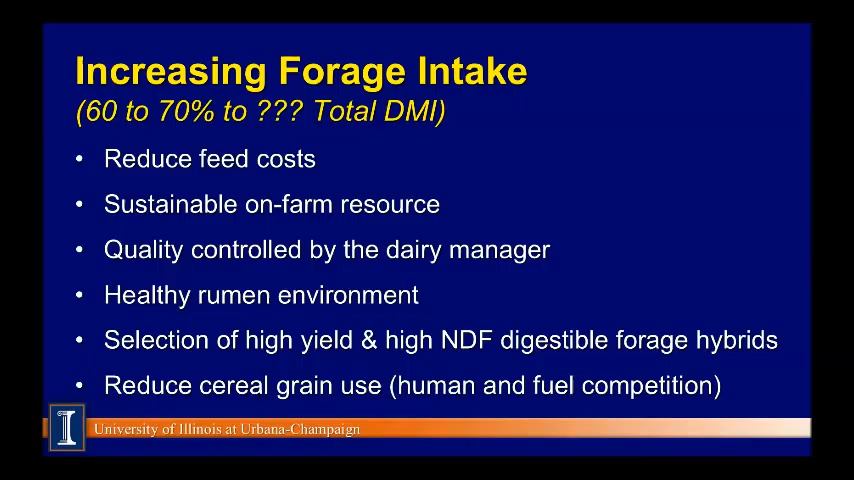 Increasing Forage Intake
(60 to 70% to ??? Total DMI)
• Reduce feed costs
• Sustainable on-farm resource
• Quality controlled by the dairy manager
• Healthy rumen environment
• Selection of high yield & high NDF digestible forage hybrids
• Reduce cereal grain use (human and fuel competition)
University of Illinois at Urbana-Champaign